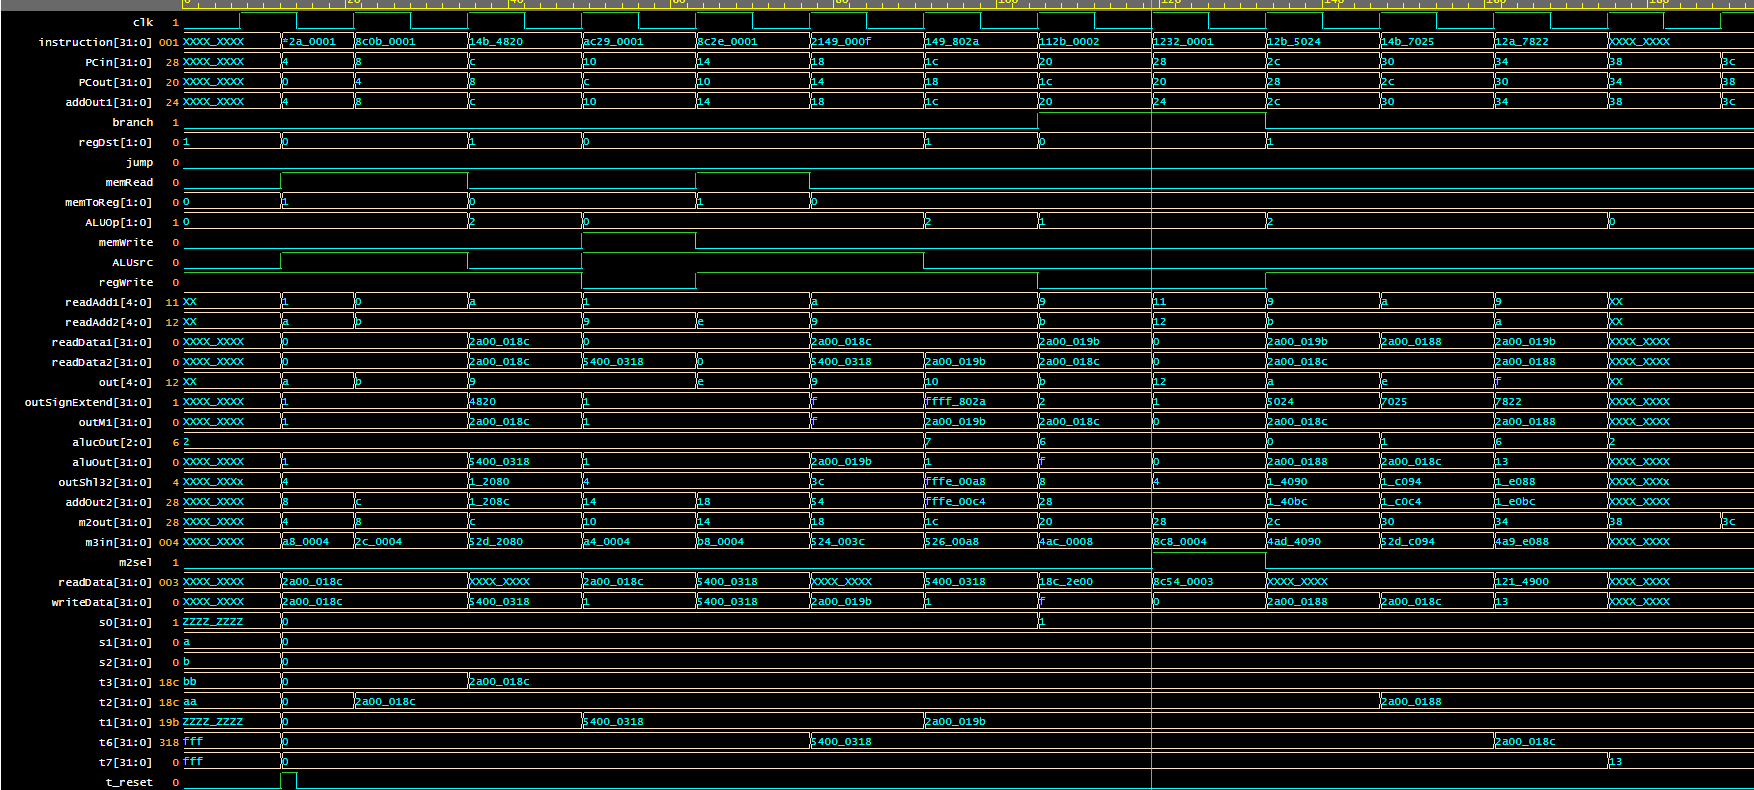 0 20 40 60 80 100 120 140 160 180
clk 1
instruction[31:0] 001 XXXX_XXXX *2a_0001 8c0b_0001 14b_4820 ac29_0001 8c2e_0001 2149_000f 149_802a 112b_0002 1232_0001 12b_5024 14b_7025 12a_7822 XXXX_XXXX
PCin[31:0] 28 XXXX_XXXX 4 8 c 10 14 18 1c 20 28 2c 30 34 38 3c
PCout[31:0] 20 XXXX_XXXX 0 4 8 c 10 14 18 1c 20 28 2c 30 34 38
addOut1[31:0] 24 XXXX_XXXX 4 8 c 10 14 18 1c 20 24 2c 30 34 38 3c
branch 1
regDst[1:0] 0 1 0 1 0 1 0 1
jump 0
memRead 0
memToReg[1:0] 0 0 1 0 1 0
ALUOp[1:0] 1 0 2 0 2 1 2 0
memWrite 0
ALUsrc 0
regWrite 0
readAdd1[4:0] 11 XX 1 0 a 1 a 9 11 9 a 9 XX
readAdd2[4:0] 12 XX a b 9 e 9 b 12 b a XX
readData1[31:0] 0 XXXX_XXXX 0 2a00_018c 0 2a00_018c 2a00_019b 0 2a00_019b 2a00_0188 2a00_019b XXXX_XXXX
readData2[31:0] 0 XXXX_XXXX 0 2a00_018c 5400_0318 0 5400_0318 2a00_019b 2a00_018c 0 2a00_018c 2a00_0188 XXXX_XXXX
out[4:0] 12 XX a b 9 e 9 10 b 12 a e f XX
outSignExtend[31:0] 1 XXXX_XXXX 1 4820 1 f ffff_802a 2 1 5024 7025 7822 XXXX_XXXX
outM1[31:0] 0 XXXX_XXXX 1 2a00_018c 1 f 2a00_019b 2a00_018c 0 2a00_018c 2a00_0188 XXXX_XXXX
alucOut[2:0] 6 2 7 6 0 1 6 2
aluOut[31:0] 0 XXXX_XXXX 1 5400_0318 1 2a00_019b 1 f 0 2a00_0188 2a00_018c 13 XXXX_XXXX
outShl32[31:0] 4 XXXX_XXXX 4 1_2080 4 3c fffe_00a8 8 4 1_4090 1_c094 1_e088 XXXX_XXXx
addOut2[31:0] 28 XXXX_XXXX 8 c 1_208c 14 18 54 fffe_00c4 28 1_40bc 1_c0c4 1_e0bc XXXX_XXXX
m2out[31:0] 28 XXXX_XXXX 4 8 c 10 14 18 1c 20 28 2c 30 34 38 3c
m3in[31:0] 004 XXXX_XXXX a8_0004 2c_0004 52d_2080 a4_0004 b8_0004 524_003c 526_00a8 4ac_0008 8c8_0004 4ad_4090 52d_c094 4a9_e088 XXXX_XXXX
m2sel 1
readData[31:0] 003 XXXX_XXXX 2a00_018c XXXX_XXXX 2a00_018c 5400_0318 XXXX_XXXX 5400_0318 18c_2e00 8c54_0003 XXXX_XXXX 121_4900 XXXX_XXXX
writeData[31:0] 0 XXXX_XXXX 2a00_018c 5400_0318 1 5400_0318 2a00_019b 1 f 0 2a00_0188 2a00_018c 13 XXXX_XXXX
s0[31:0] 1 ZZZZ_ZZZZ 0 1
s1[31:0] 0 a 0
s2[31:0] 0 b 0
t3[31:0] 18c bb 0 2a00_018c
t2[31:0] 18c aa 0 2a00_018c 2a00_0188
t1[31:0] 19b ZZZZ_ZZZZ 0 5400_0318 2a00_019b
t6[31:0] 318 fff 0 5400_0318 2a00_018c
t7[31:0] 0 fff 0 13
t_reset 0